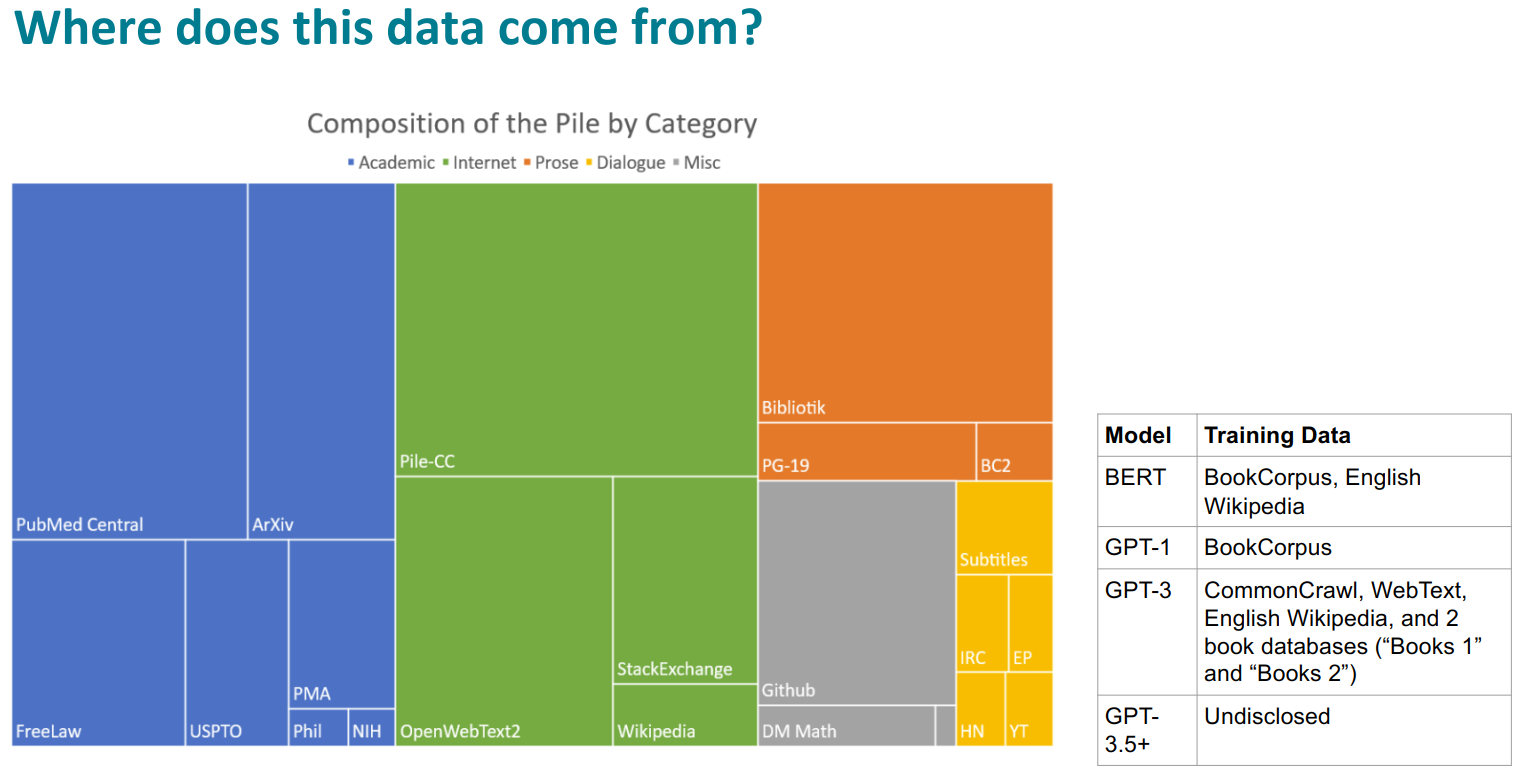 Where does this data come from?
Composition of the Pile by Category
Academic Internet Prose Dialogue Misc
PubMed Central
ArXiv
FreeLaw
USPTO
PMA
Phil
NIH
Pile-CC
OpenWebText2
StackExchange
Wikipedia
Bibliotik
PG-19
BC2
Github
DM Math
Subtitles
IRC
EP
HN
YT
Model Training Data
BERT BookCorpus, English
Wikipedia
GPT-1 BookCorpus
GPT-3 CommonCrawl, WebText,
English Wikipedia, and 2
book databases (“Books 1”
and “Books 2”)
GPT- Undisclosed
3.5+